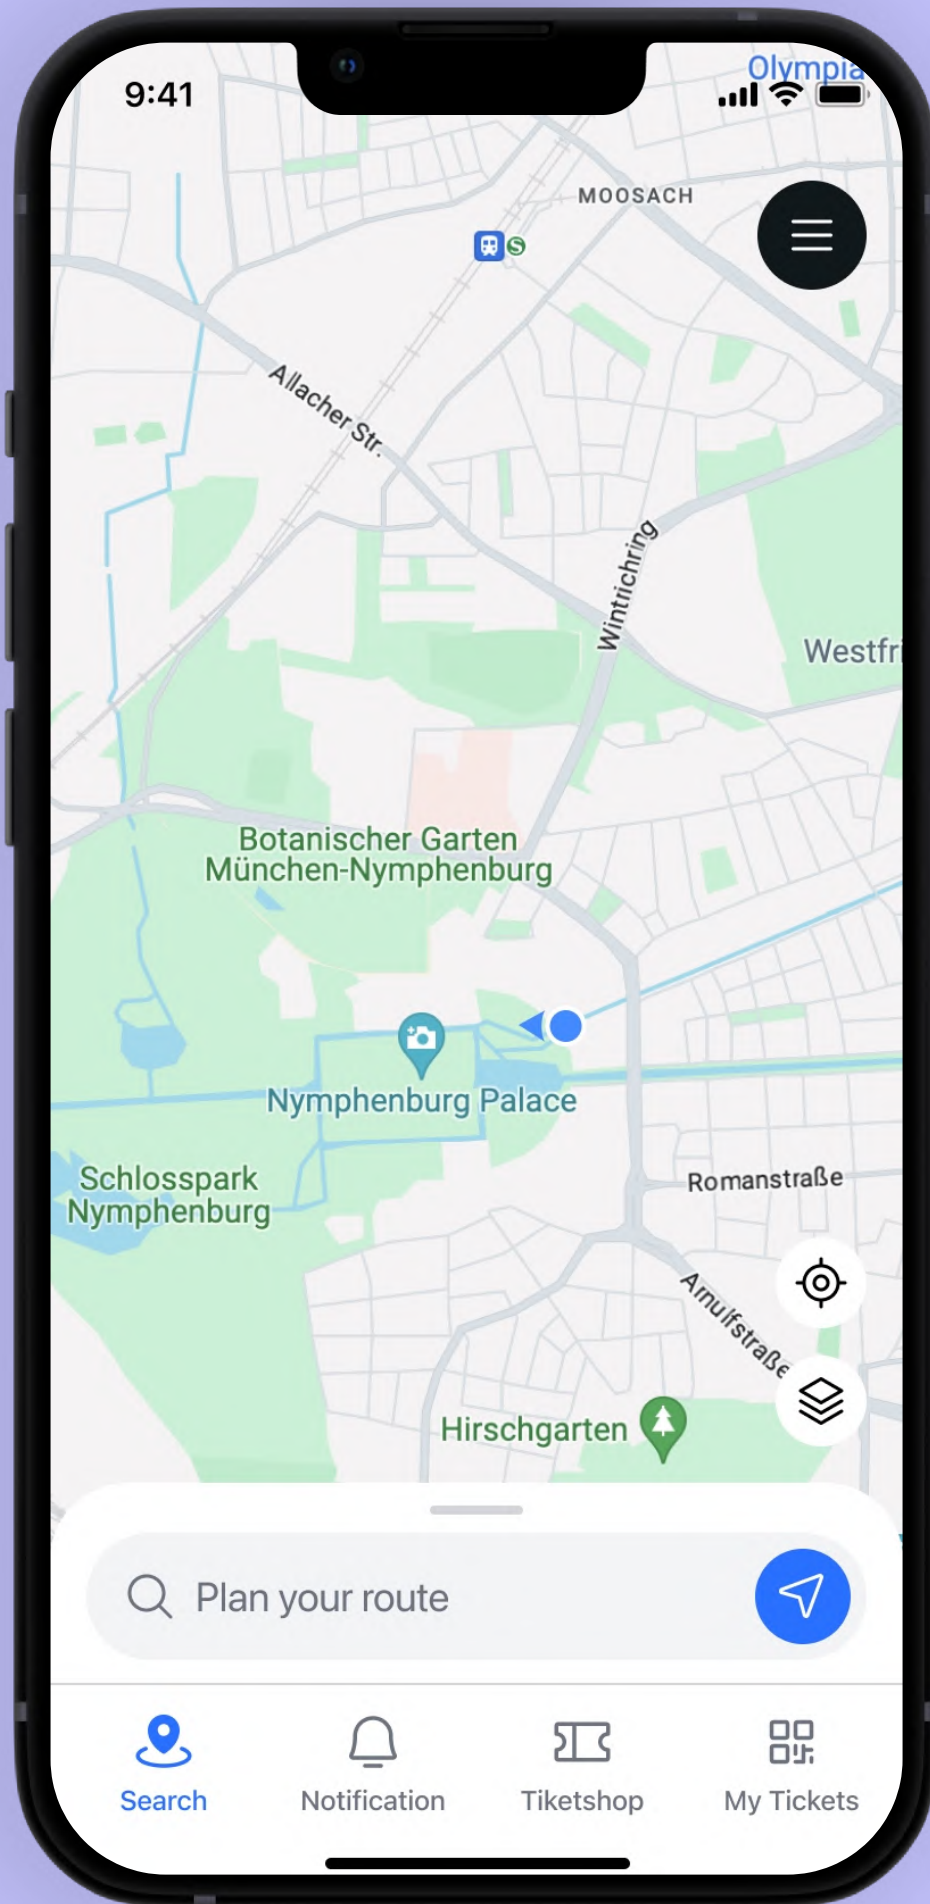 Olympia
9:41
MOOSACH
S
Allacher Str.
Wintrichring
Westfri
Botanischer Garten
München-Nymphenburg
Nymphenburg Palace
Schlosspark
Nymphenburg
Romanstraße
Arnulfstraße
Hirschgarten
Plan your route
Search
Notification
Tiketshop
My Tickets